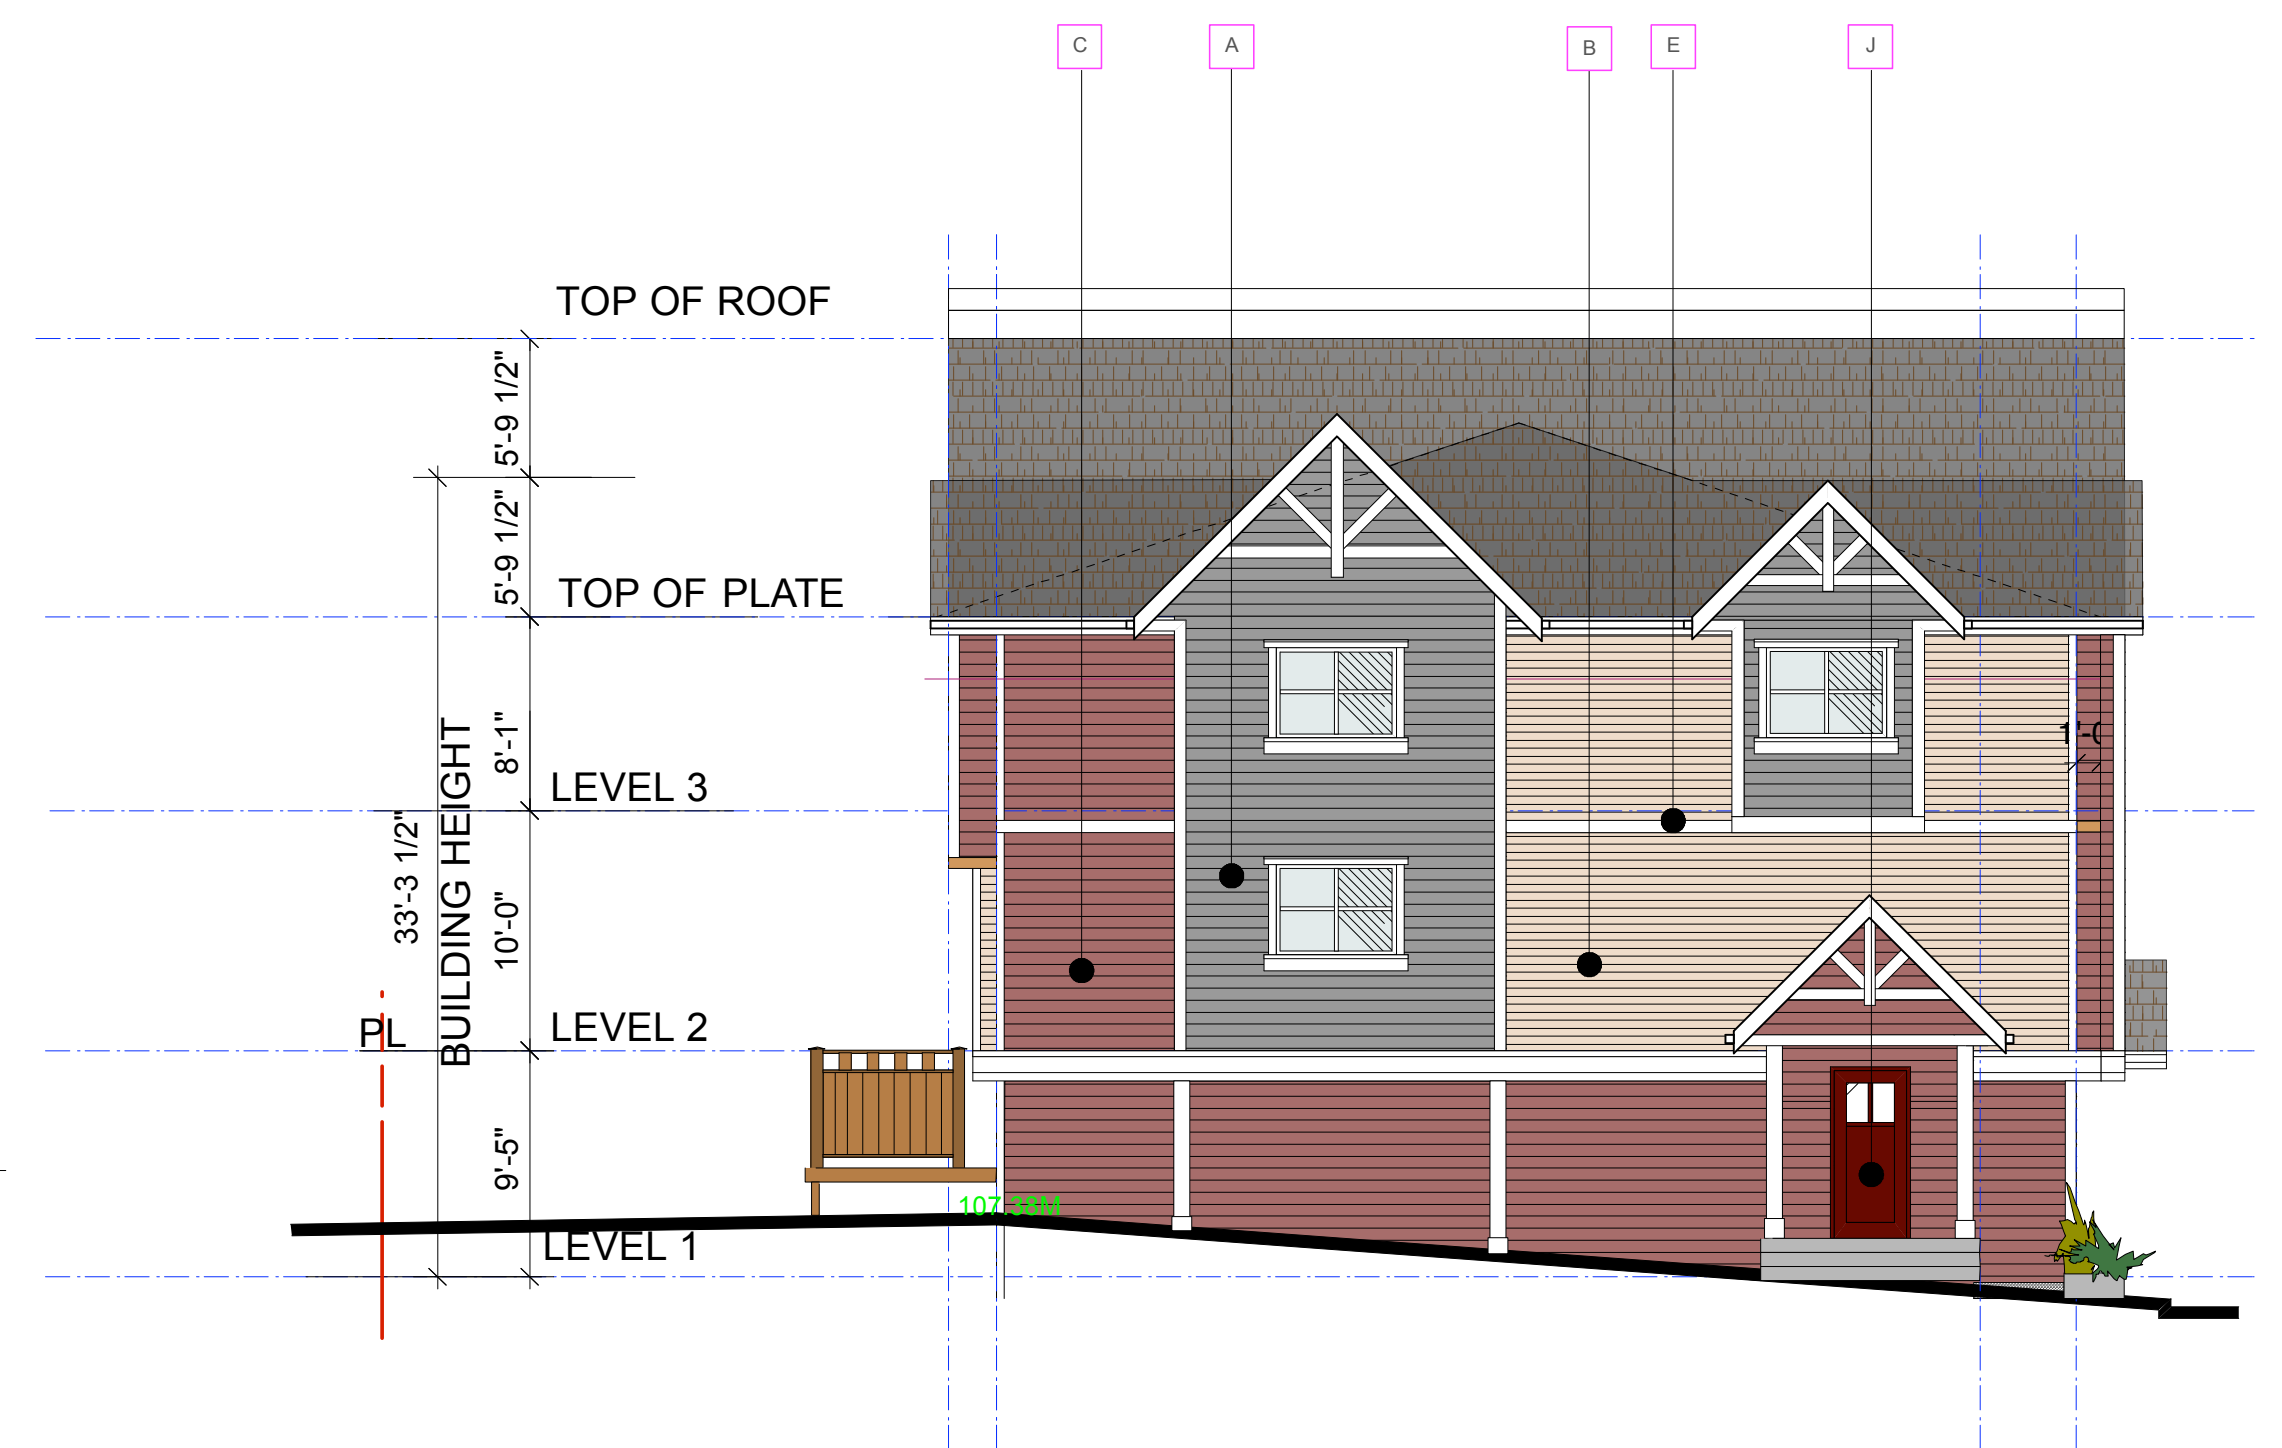 C
A
B
E
J
TOP OF ROOF
5'-9 1/2"
5'-9 1/2"
TOP OF PLATE
8'-1"
LEVEL 3
33'-3 1/2"
BUILDING HEIGHT
10'-0"
LEVEL 2
PL
9'-5"
107.38M
LEVEL 1